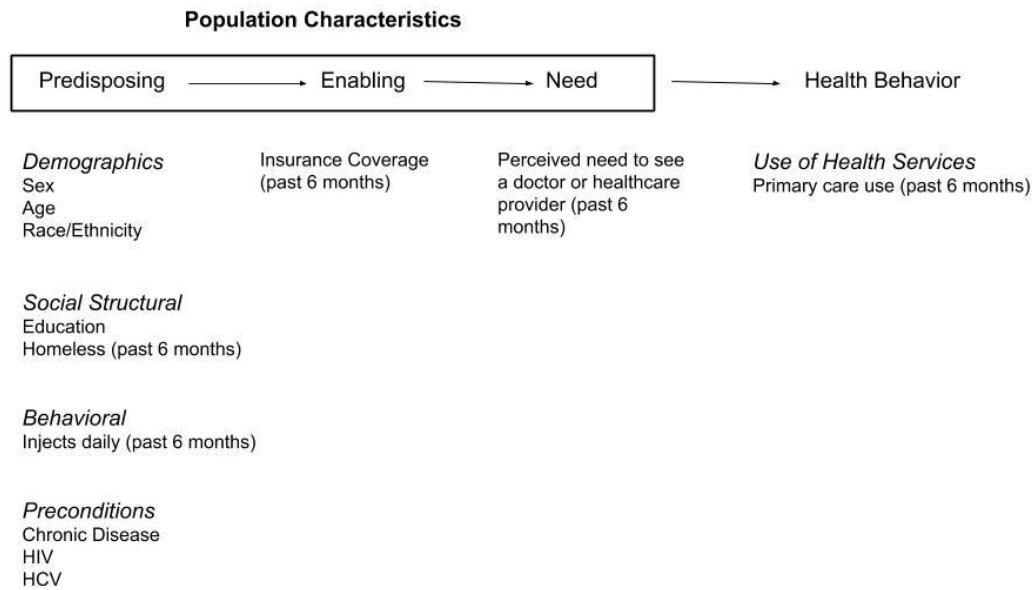 Population Characteristics
Predisposing
Enabling
Need
Health Behavior
Demographics
Sex
Age
Race/Ethnicity
Insurance Coverage
(past 6 months)
Perceived need to see
a doctor or healthcare
provider (past 6
months)
Use of Health Services
Primary care use (past 6 months)
Social Structural
Education
Homeless (past 6 months)
Behavioral
Injects daily (past 6 months)
Preconditions
Chronic Disease
HIV
HCV